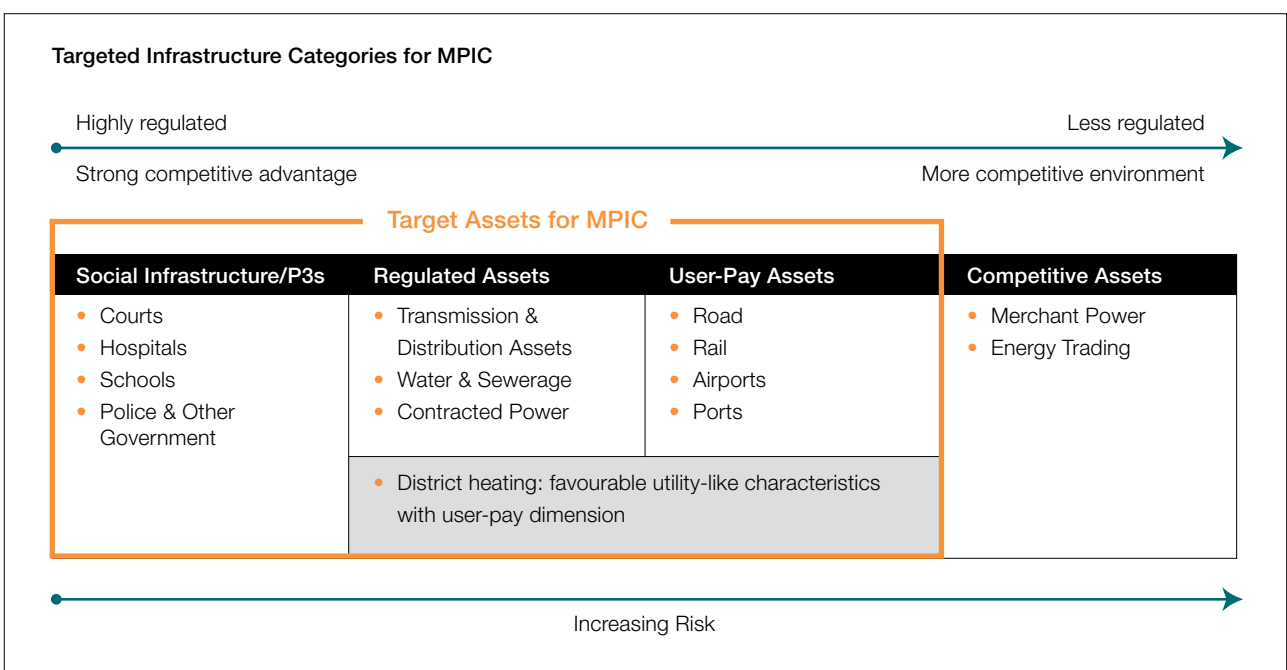 Targeted Infrastructure Categories for MPIC
Highly regulated
Less regulated
Strong competitive advantage
More competitive environment
Target Assets for MPIC
Social Infrastructure/P3s
• Courts
• Hospitals
• Schools
• Police & Other
Government
Regulated Assets
• Transmission &
Distribution Assets
• Water & Sewerage
• Contracted Power
User-Pay Assets
• Road
• Rail
• Airports
• Ports
• District heating: favourable utility-like characteristics
with user-pay dimension
Competitive Assets
• Merchant Power
• Energy Trading
Increasing Risk